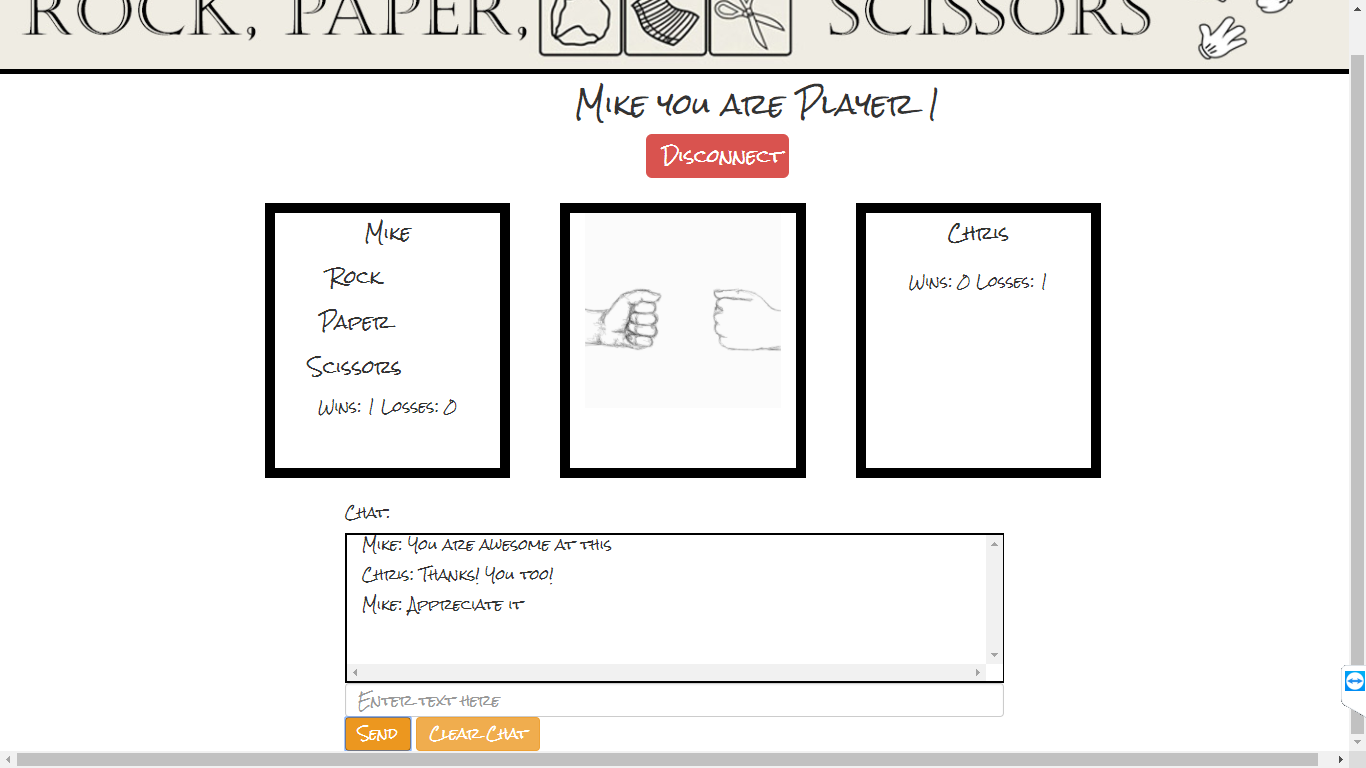 ROCK, PAPER, SCISSORS
Mike you are Player 1
Disconnect
Mike
Rock
Paper
Scissors
Wins: 1 Losses: 0
Chris
Wins: 0 Losses: 1
Chat:
Mike: You are awesome at this
Chris: Thanks! You too!
Mike: Appreciate it
Enter text here
Send Clear Chat